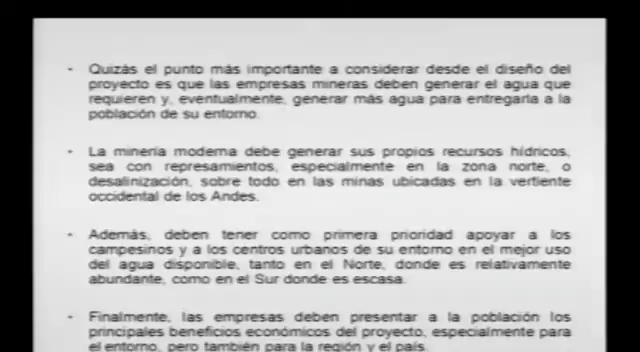 - Quizás el punto más importante a considerar desde el diseño del
proyecto es que las empresas mineras deben generar el agua que
requieren y, eventualmente, generar más agua para entregarla a la
población de su entorno.
- La minería moderna debe generar sus propios recursos hídricos,
sea con represamientos, especialmente en la zona norte, o
desalinización, sobre todo en las minas ubicadas en la vertiente
occidental de los Andes.
- Además, deben tener como primera prioridad apoyar a los
campesinos y a los centros urbanos de su entorno en el mejor uso
del agua disponible, tanto en el Norte, donde es relativamente
abundante, como en el Sur donde es escasa.
- Finalmente, las empresas deben presentar a la población los
principales beneficios económicos del proyecto, especialmente para
el entorno, pero también para la región y el país.